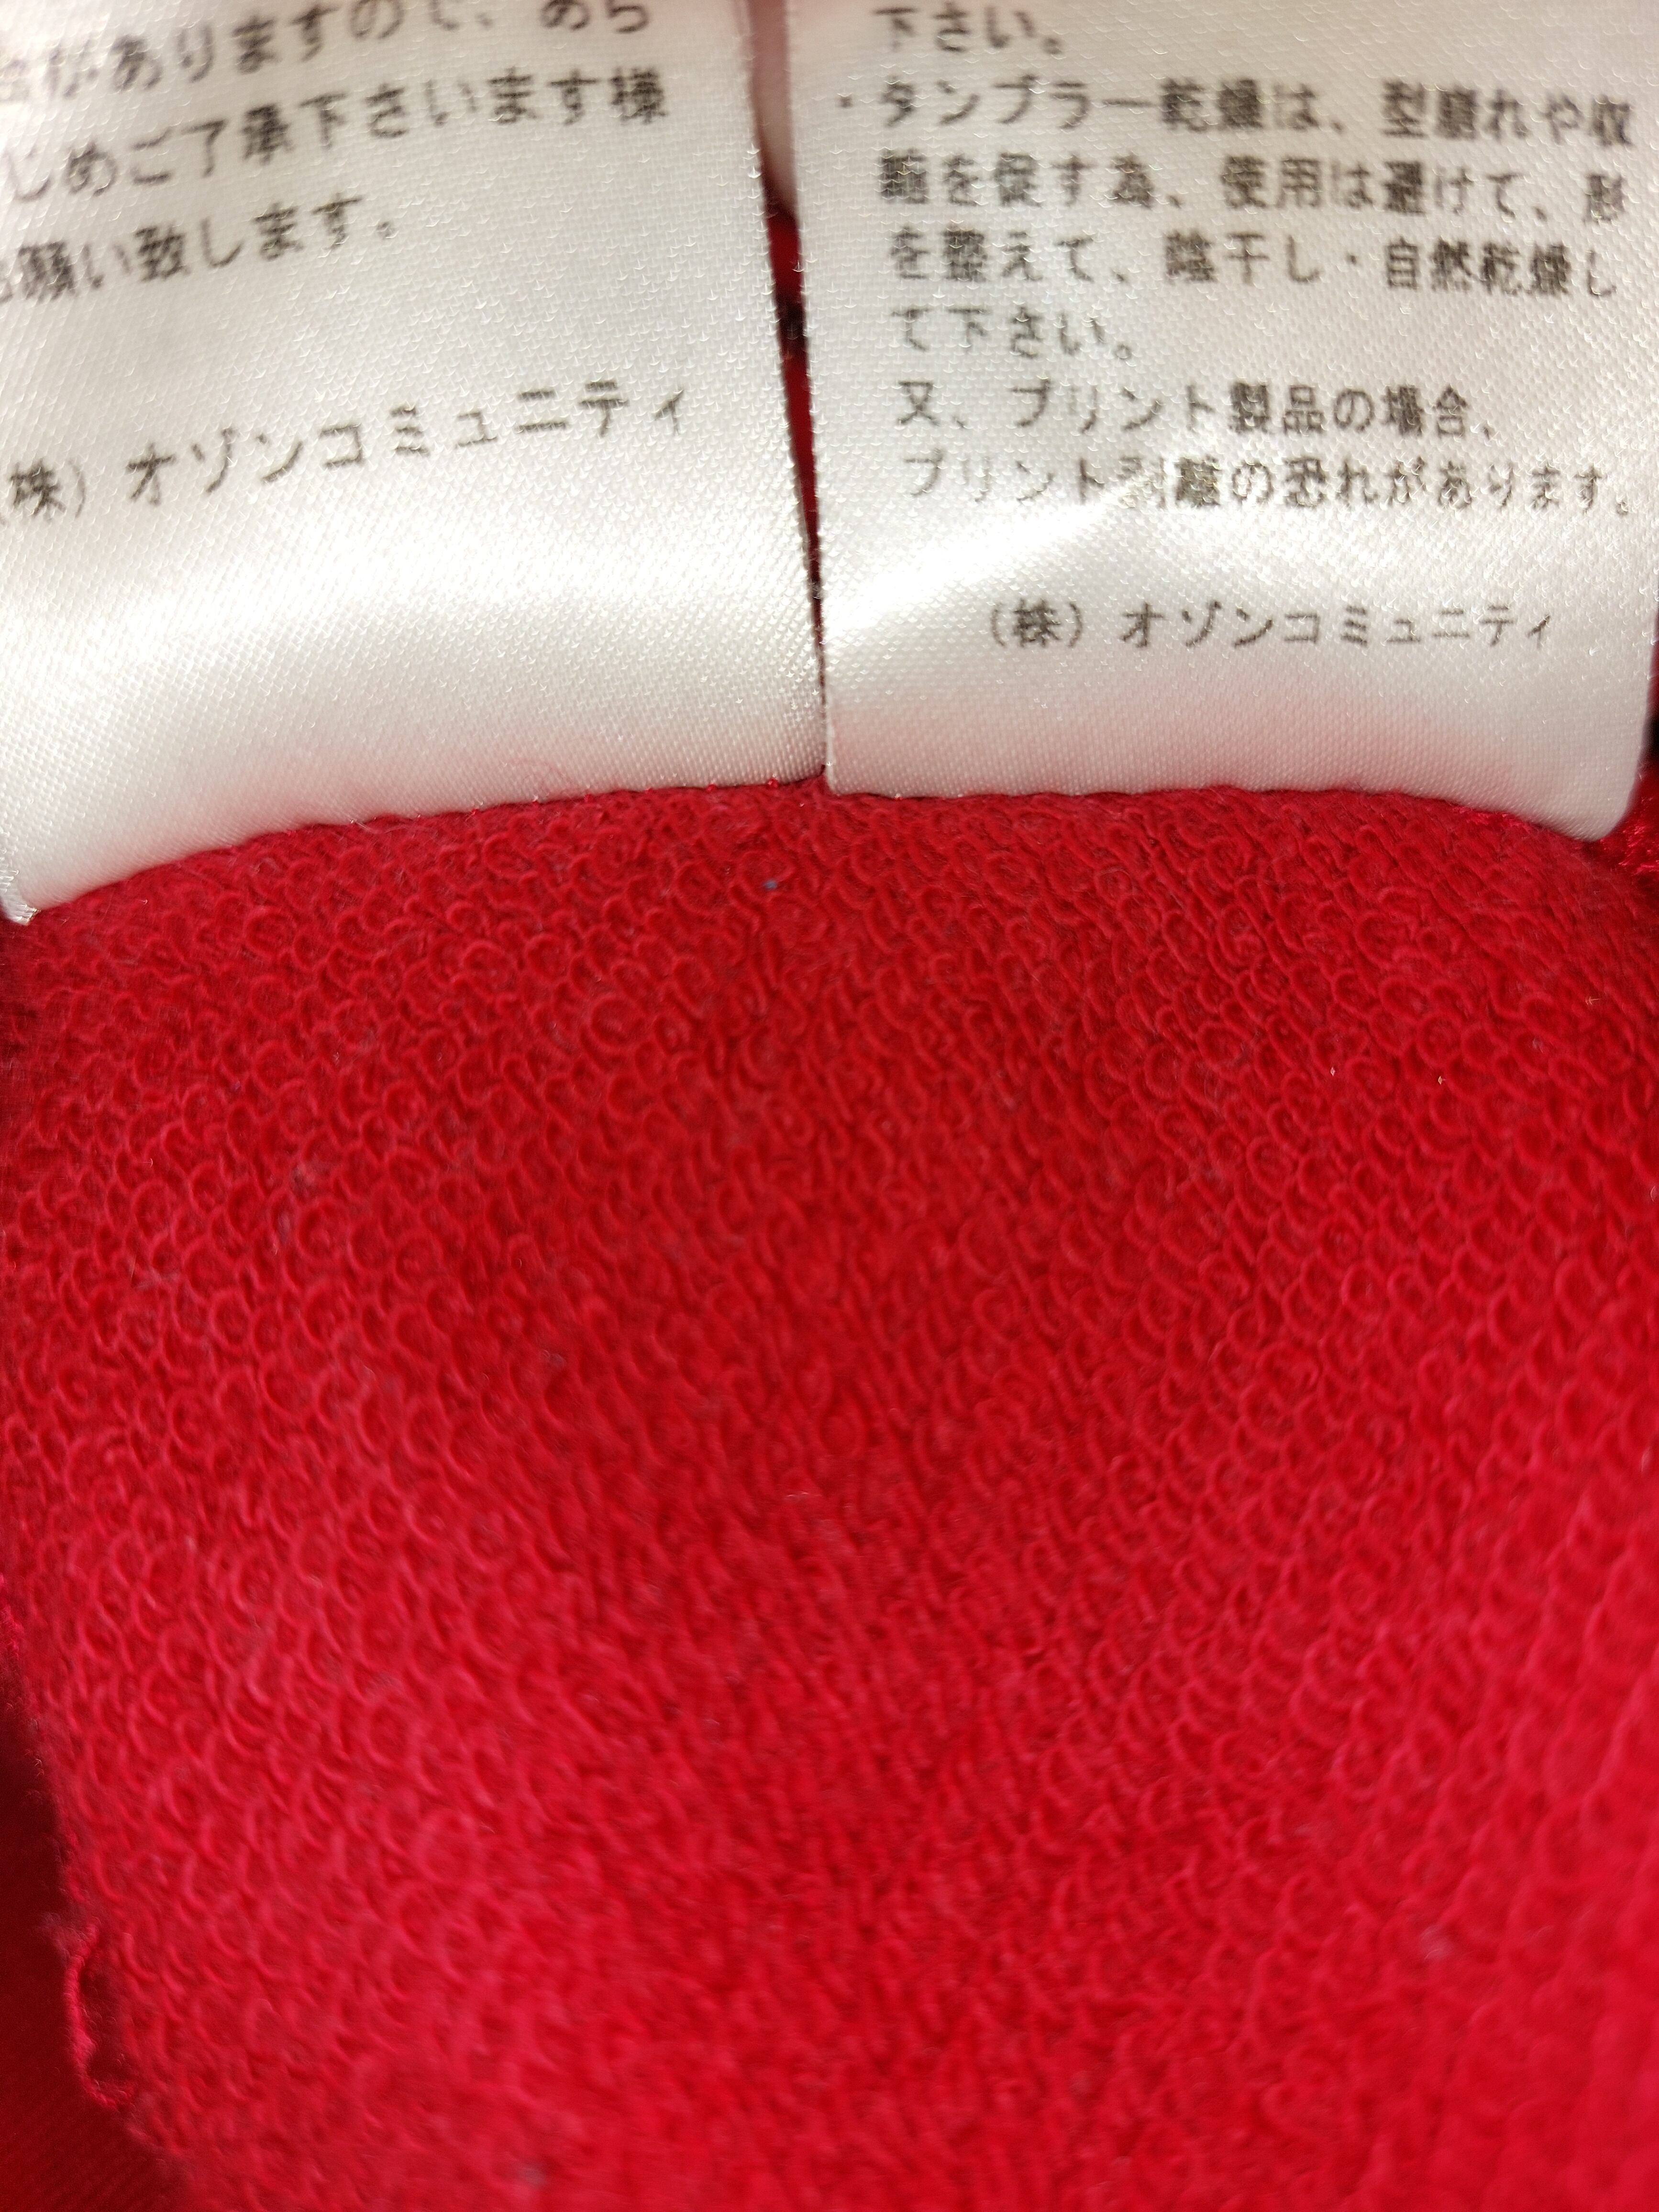 がありますので、あら
じめご了承下さいます様
お願い致します。
(株) オゾンコミュニティ
下さい。
・タンブラー乾燥は、型崩れや収
縮を促す為、使用は避けて、形
を整えて、陰干し・自然乾燥し
て下さい。
又、プリント製品の場合、
プリント剥離の恐れがあります。
(株) オゾンコミュニティ